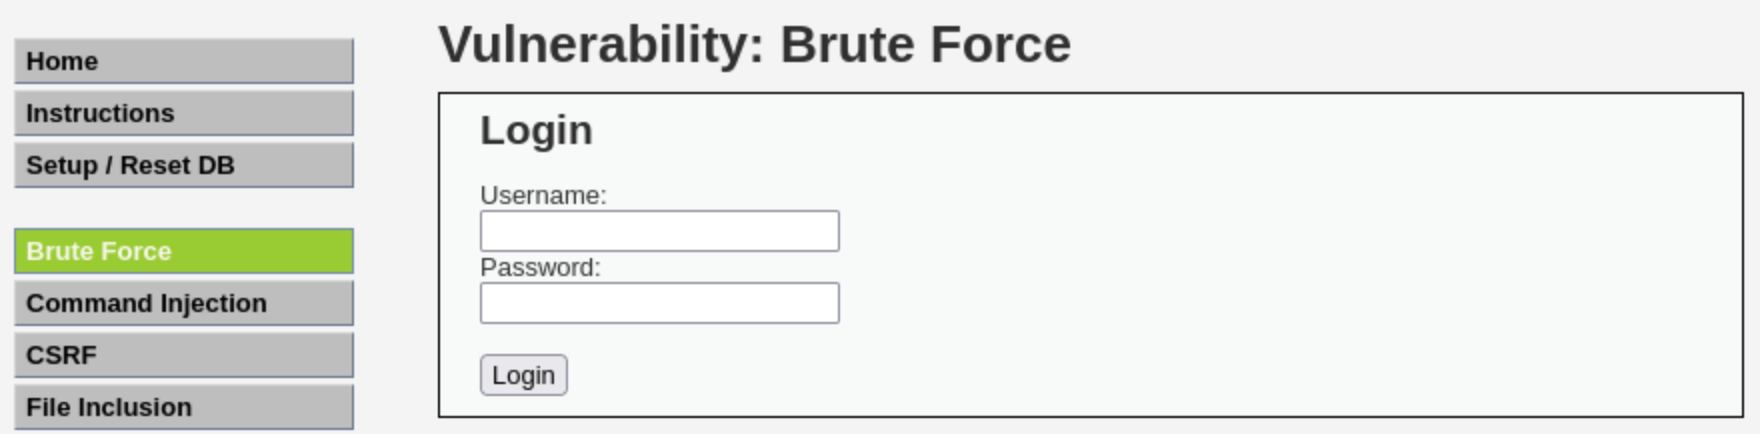 Home
Instructions
Setup / Reset DB
Brute Force
Command Injection
CSRF
File Inclusion
Vulnerability: Brute Force
Login
Username:
Password:
Login